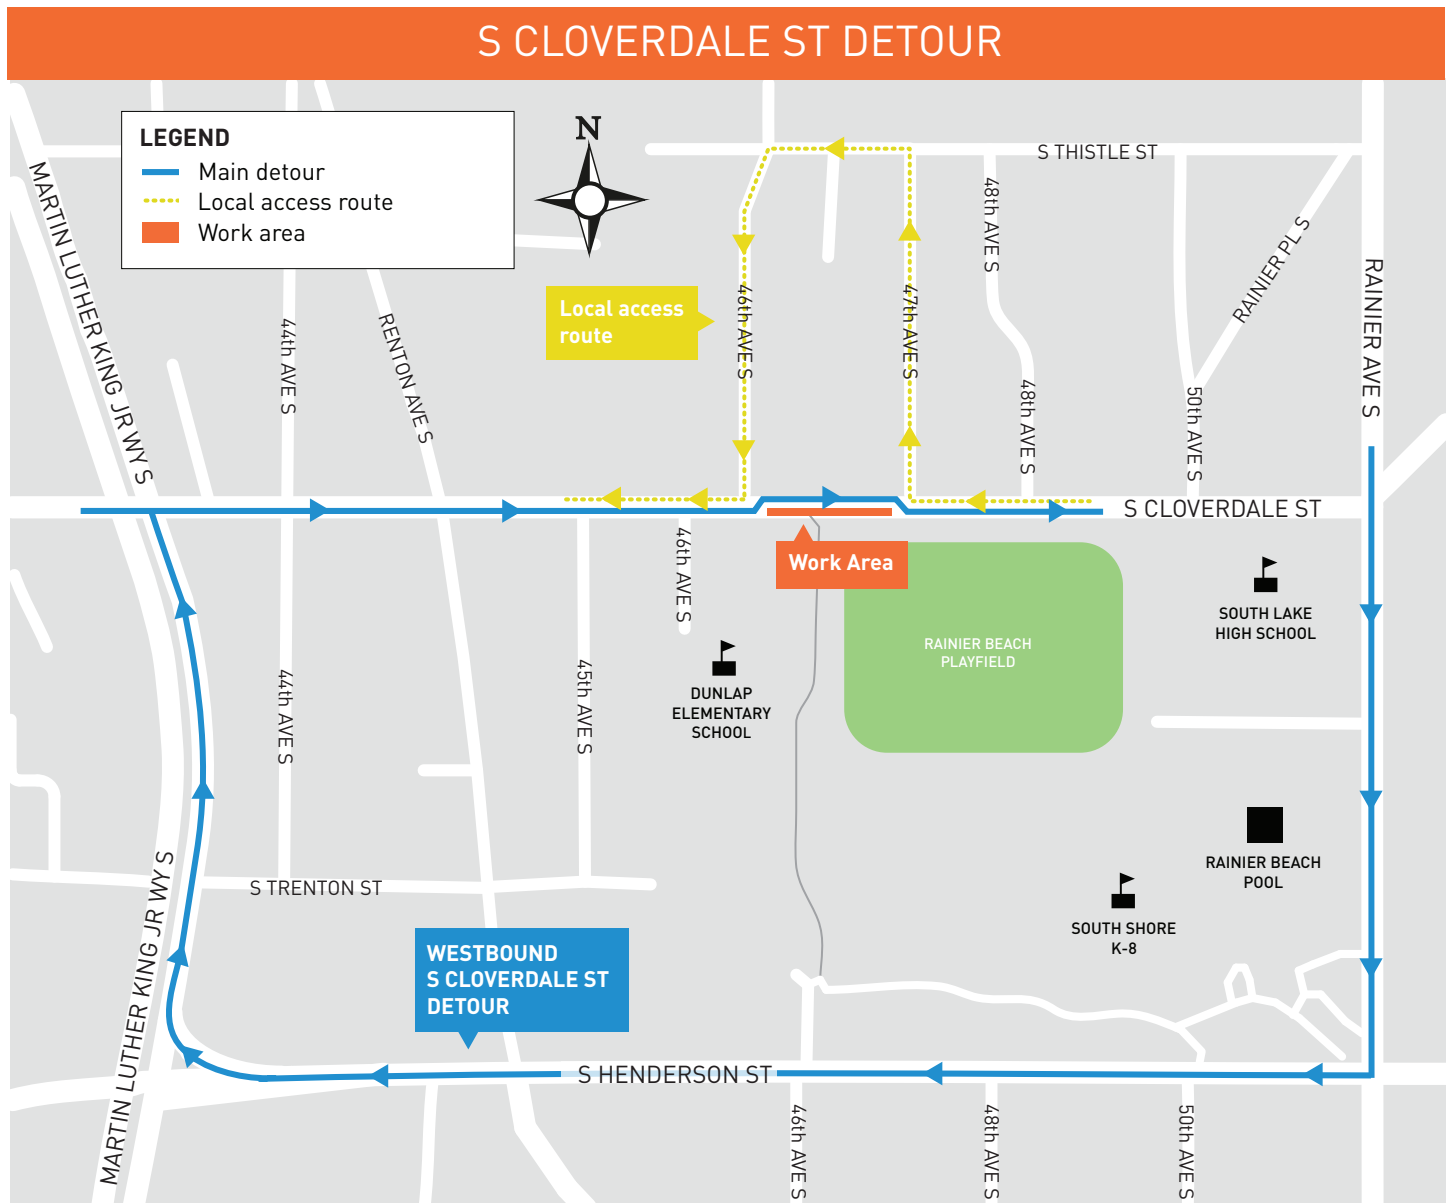 S CLOVERDALE ST DETOUR
LEGEND
Main detour
Local access route
Work area
N
S THISTLE ST
MARTIN LUTHER KING JR WY S
44th AVE S
RENTON AVE S
Local access
route
46th AVE S
47th AVE S
48th AVE S
48th AVE S
50th AVE S
RAINIER PL S
RAINIER AVE S
S CLOVERDALE ST
46th AVE S
Work Area
RAINIER BEACH
PLAYFIELD
SOUTH LAKE
HIGH SCHOOL
DUNLAP
ELEMENTARY
SCHOOL
44th AVE S
45th AVE S
RAINIER BEACH
POOL
S TRENTON ST
SOUTH SHORE
K-8
WESTBOUND
S CLOVERDALE ST
DETOUR
MARTIN LUTHER KING JR WY S
S HENDERSON ST
46th AVE S
48th AVE S
50th AVE S